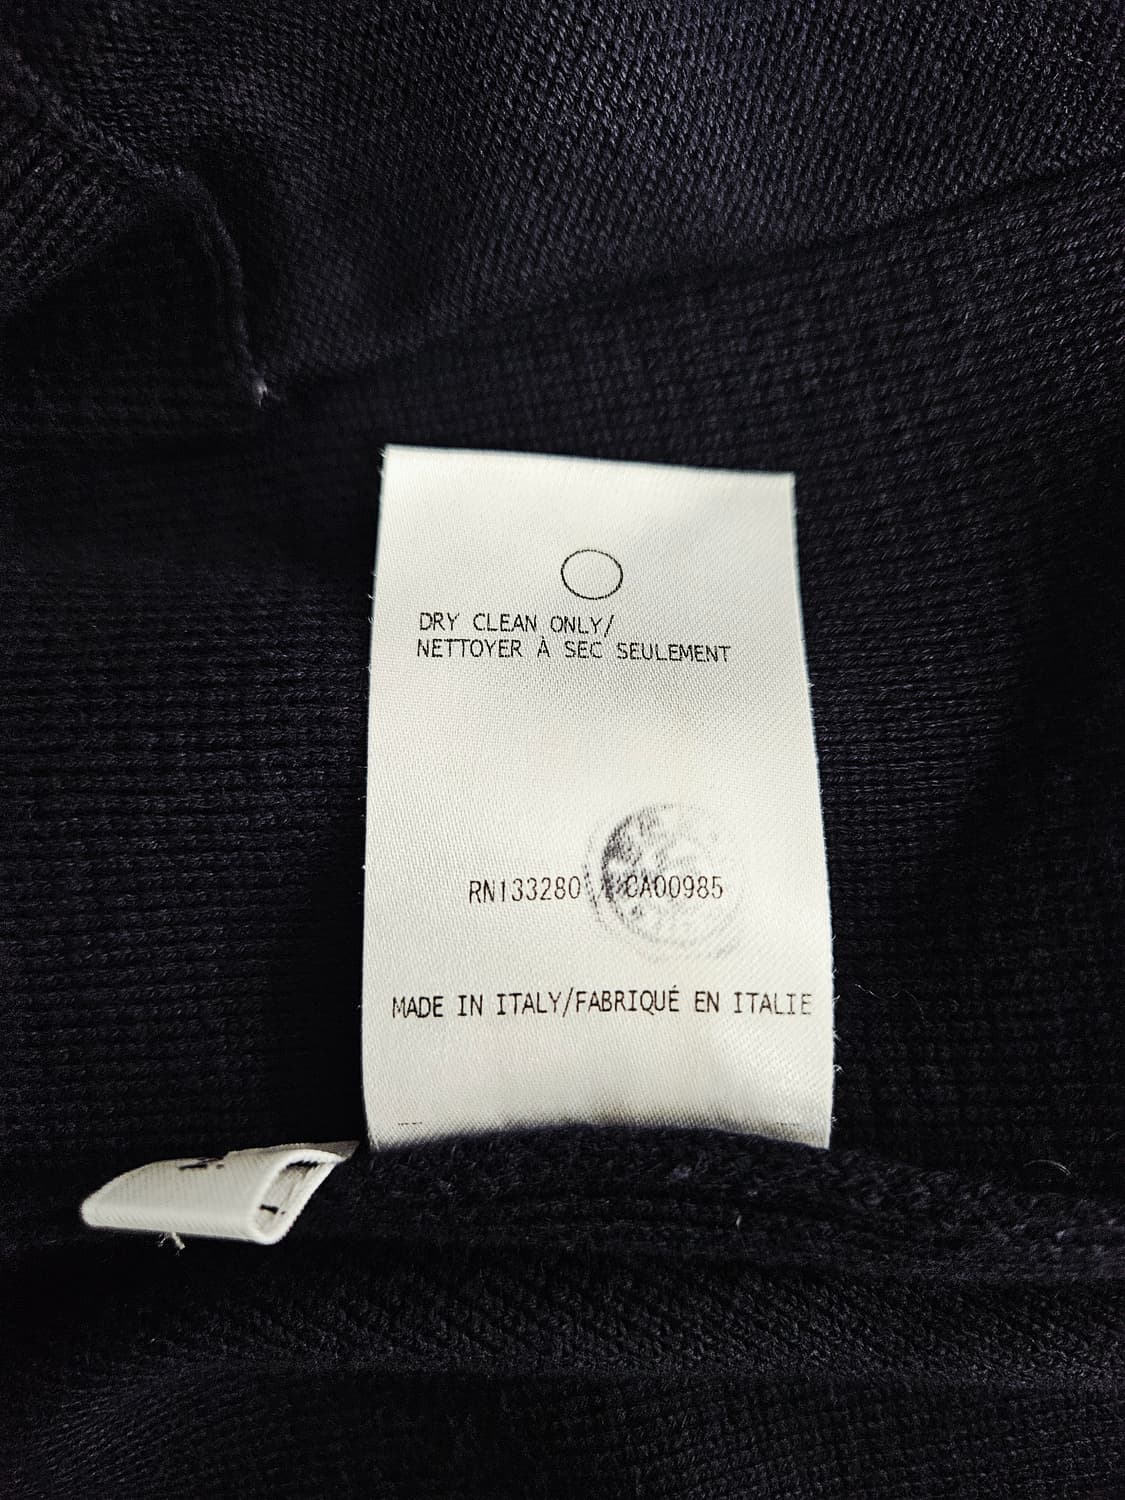 DRY CLEAN ONLY/
NETTOYER À SEC SEULEMENT
RN133280 CA00985
MADE IN ITALY/FABRIQUÉ EN ITALIE